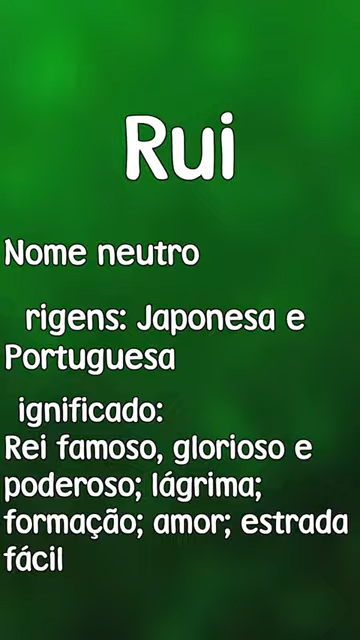 Rui
Nome neutro
rigens: Japonesa e
Portuguesa
ignificado:
Rei famoso, glorioso e
poderoso; lágrima;
formação; amor; estrada
fácil